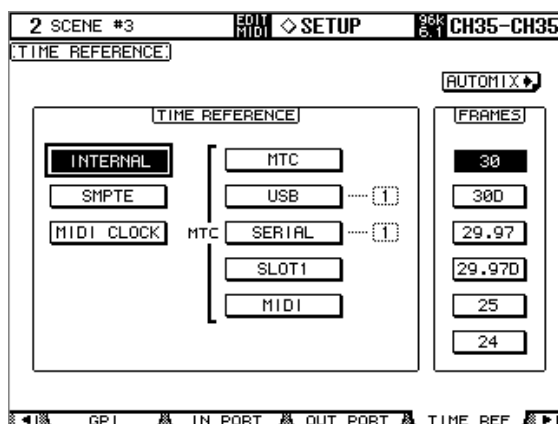 2 SCENE #3 EDIT MIDI ◇ SETUP 96k 6.1 CH35-CH35
TIME REFERENCE
AUTOMIX
TIME REFERENCE
FRAMES
INTERNAL MTC 30
SMPTE USB 1 30D
MIDI CLOCK MTC SERIAL 1 29.97
SLOT1 29.97D
MIDI 25
24
GPI IN PORT OUT PORT TIME REF